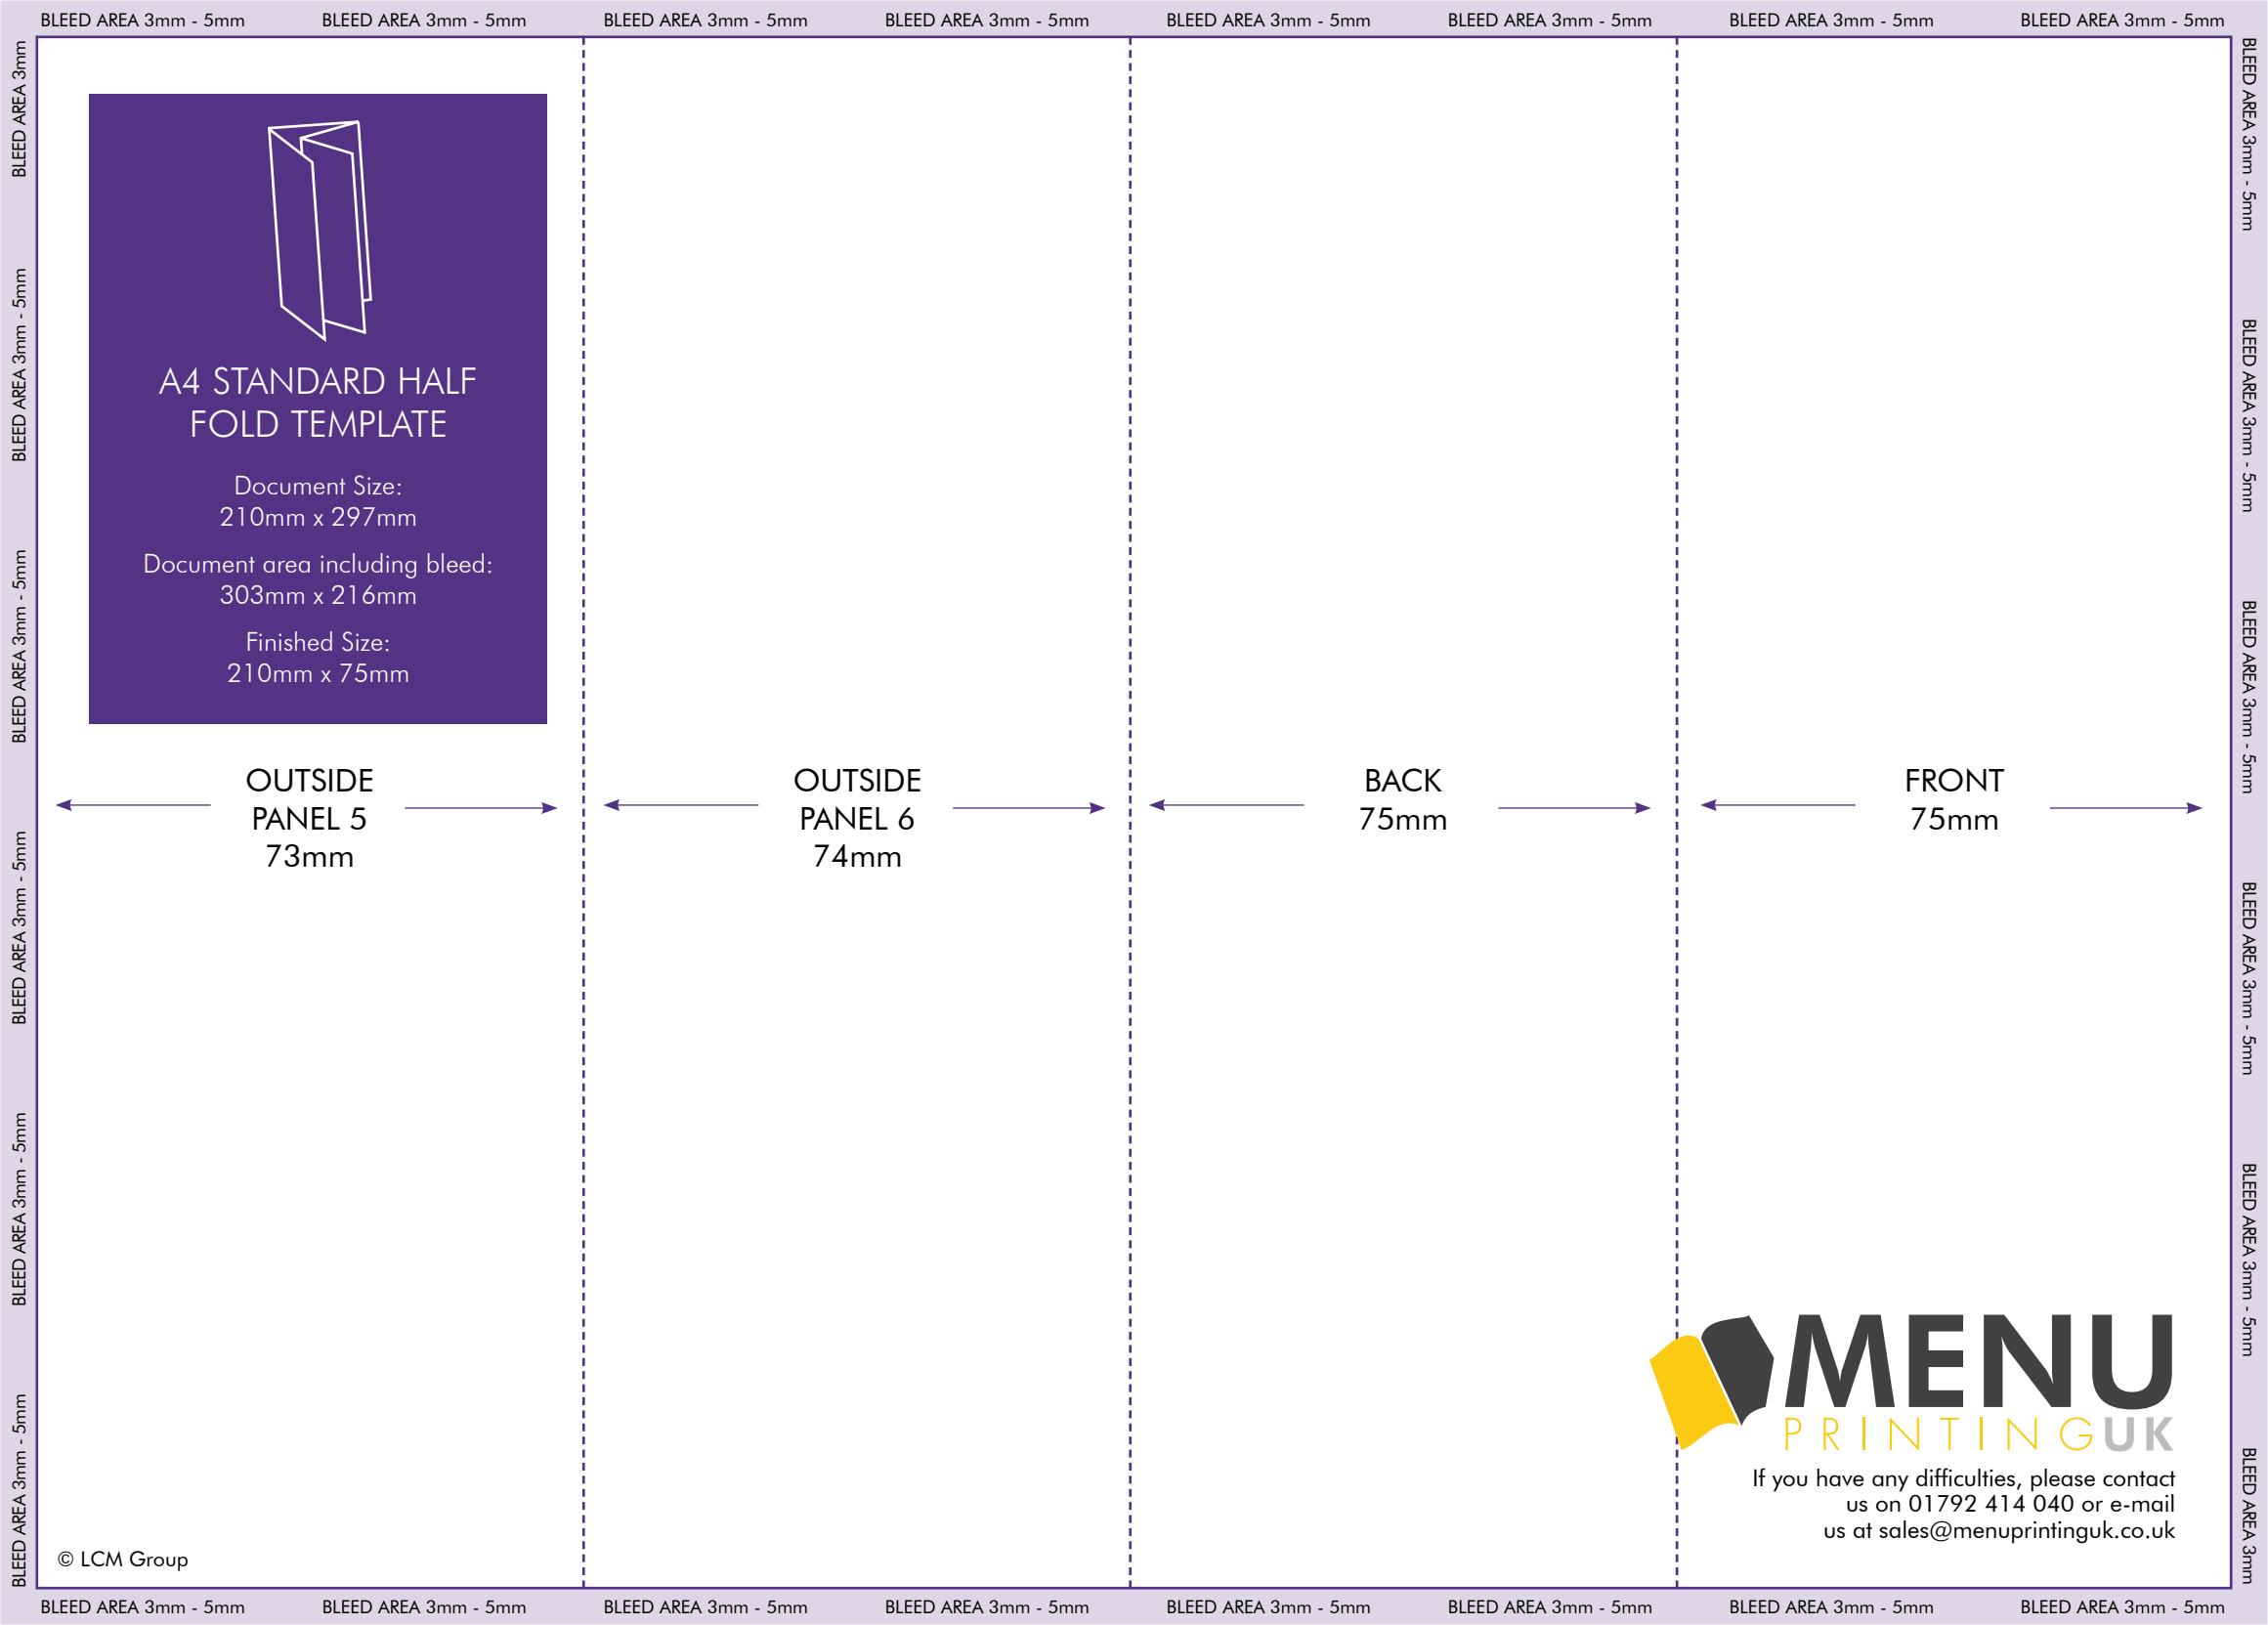 BLEED AREA 3mm - 5mm BLEED AREA 3mm - 5mm BLEED AREA 3mm - 5mm BLEED AREA 3mm - 5mm BLEED AREA 3mm - 5mm BLEED AREA 3mm - 5mm BLEED AREA 3mm - 5mm BLEED AREA 3mm - 5mm
BLEED AREA 3mm - 5mm BLEED AREA 3mm - 5mm BLEED AREA 3mm - 5mm BLEED AREA 3mm - 5mm BLEED AREA 3mm - 5mm BLEED AREA 3mm
A4 STANDARD HALF
FOLD TEMPLATE
Document Size:
210mm x 297mm
Document area including bleed:
303mm x 216mm
Finished Size:
210mm x 75mm
OUTSIDE
PANEL 5
73mm
OUTSIDE
PANEL 6
74mm
BACK
75mm
FRONT
75mm
MENU
PRINTINGUK
If you have any difficulties, please contact
us on 01792 414 040 or e-mail
us at sales@menuprintinguk.co.uk
© LCM Group
BLEED AREA 3mm - 5mm BLEED AREA 3mm - 5mm BLEED AREA 3mm - 5mm BLEED AREA 3mm - 5mm BLEED AREA 3mm - 5mm BLEED AREA 3mm
BLEED AREA 3mm - 5mm BLEED AREA 3mm - 5mm BLEED AREA 3mm - 5mm BLEED AREA 3mm - 5mm BLEED AREA 3mm - 5mm BLEED AREA 3mm - 5mm BLEED AREA 3mm - 5mm BLEED AREA 3mm - 5mm